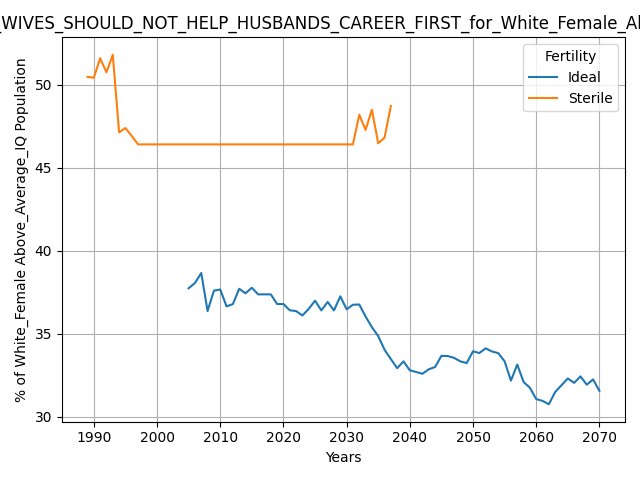 WIVES_SHOULD_NOT_HELP_HUSBANDS_CAREER_FIRST_for_White_Female_A
Fertility
Ideal
Sterile
% of White_Female Above_Average_IQ Population
50
45
40
35
30
1990 2000 2010 2020 2030 2040 2050 2060 2070
Years